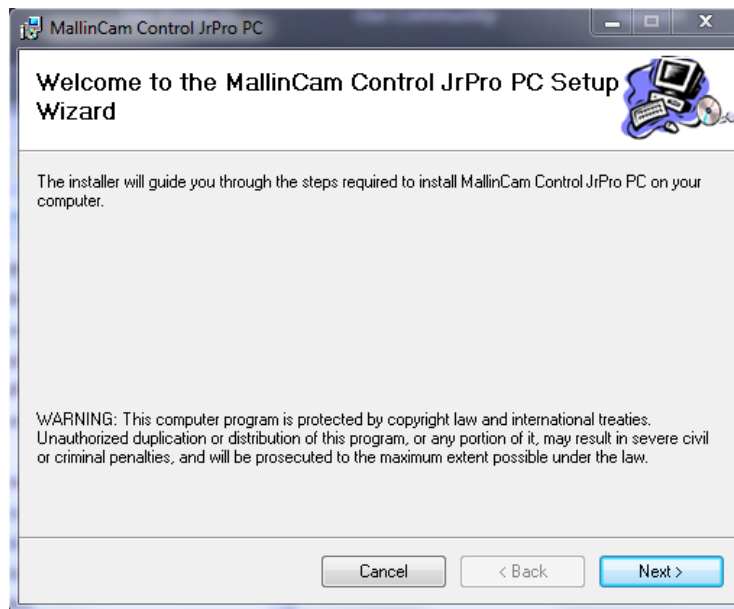 MallinCam Control JrPro PC
Welcome to the MallinCam Control JrPro PC Setup
Wizard
The installer will guide you through the steps required to install MallinCam Control JrPro PC on your
computer.
WARNING: This computer program is protected by copyright law and international treaties.
Unauthorized duplication or distribution of this program, or any portion of it, may result in severe civil
or criminal penalties, and will be prosecuted to the maximum extent possible under the law.
Cancel < Back Next >